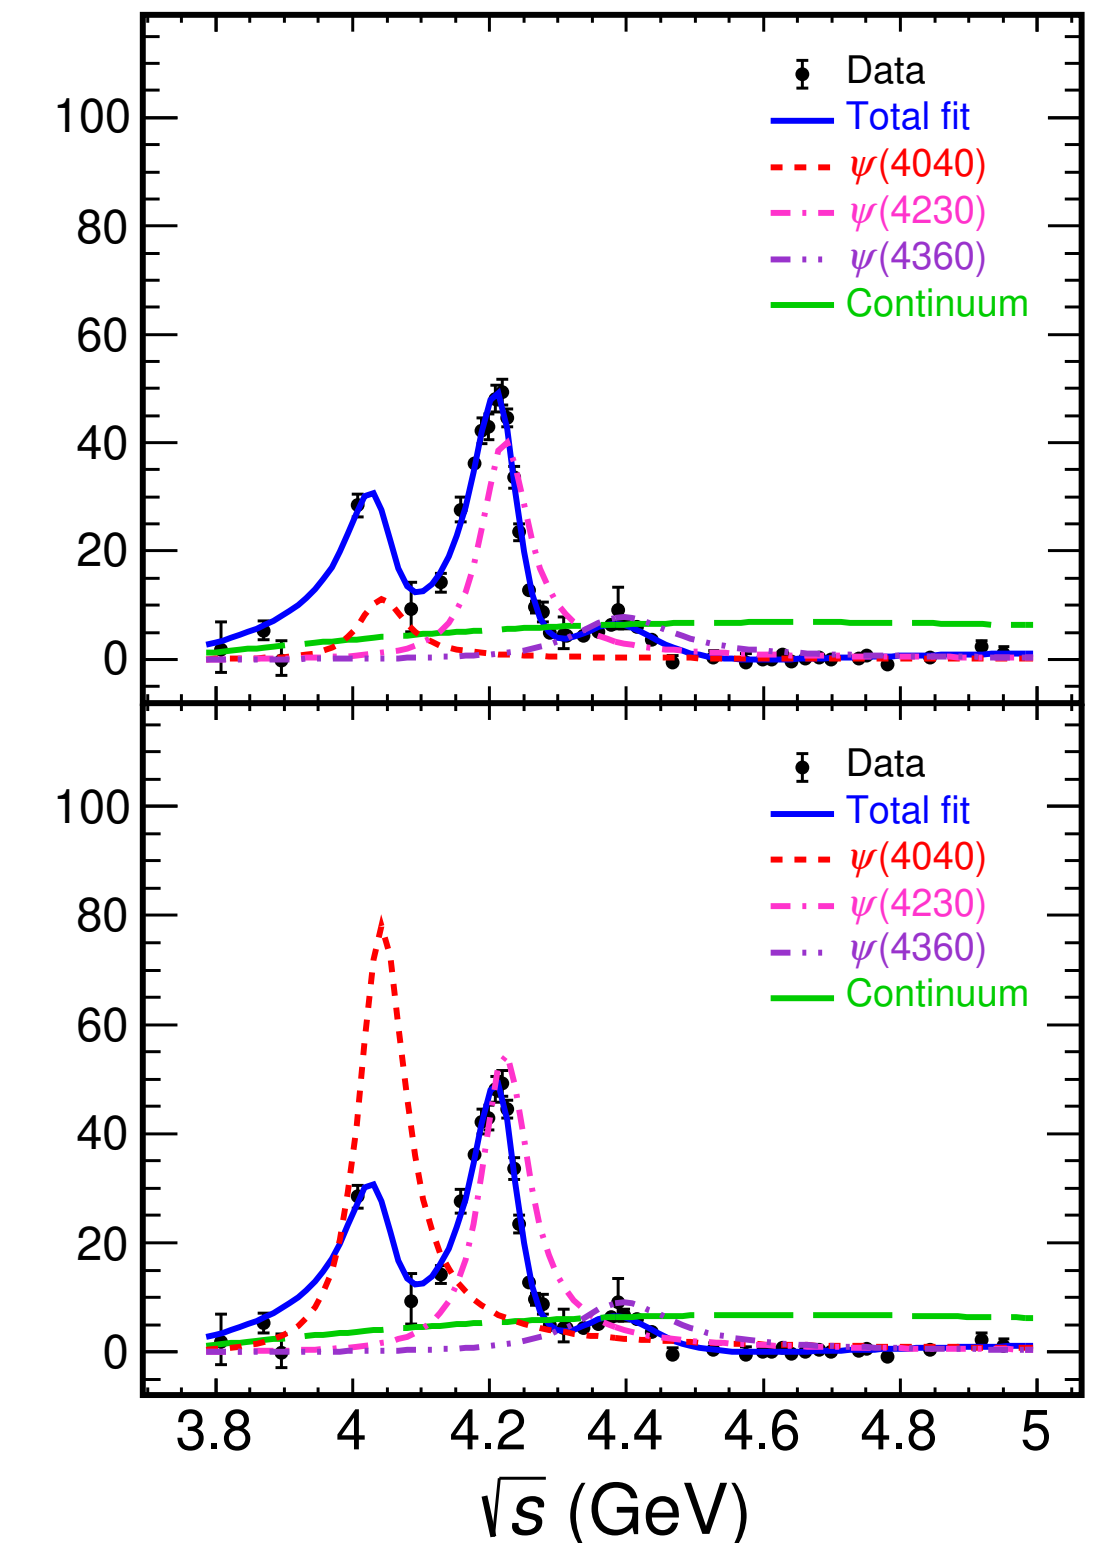 Data
Total fit
ψ(4040)
ψ(4230)
ψ(4360)
Continuum
100
80
60
40
20
0
Data
Total fit
ψ(4040)
ψ(4230)
ψ(4360)
Continuum
100
80
60
40
20
0
3.8 4 4.2 4.4 4.6 4.8 5
√s (GeV)